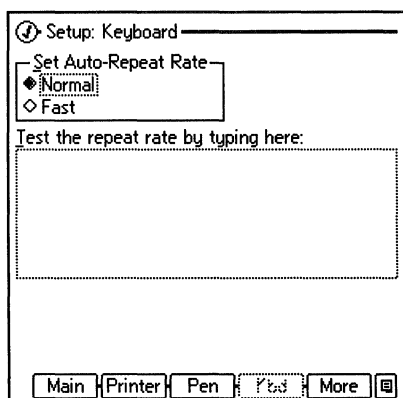 Setup: Keyboard
Set Auto-Repeat Rate
Normal
Fast
Test the repeat rate by typing here:
Main Printer Pen Kbd More